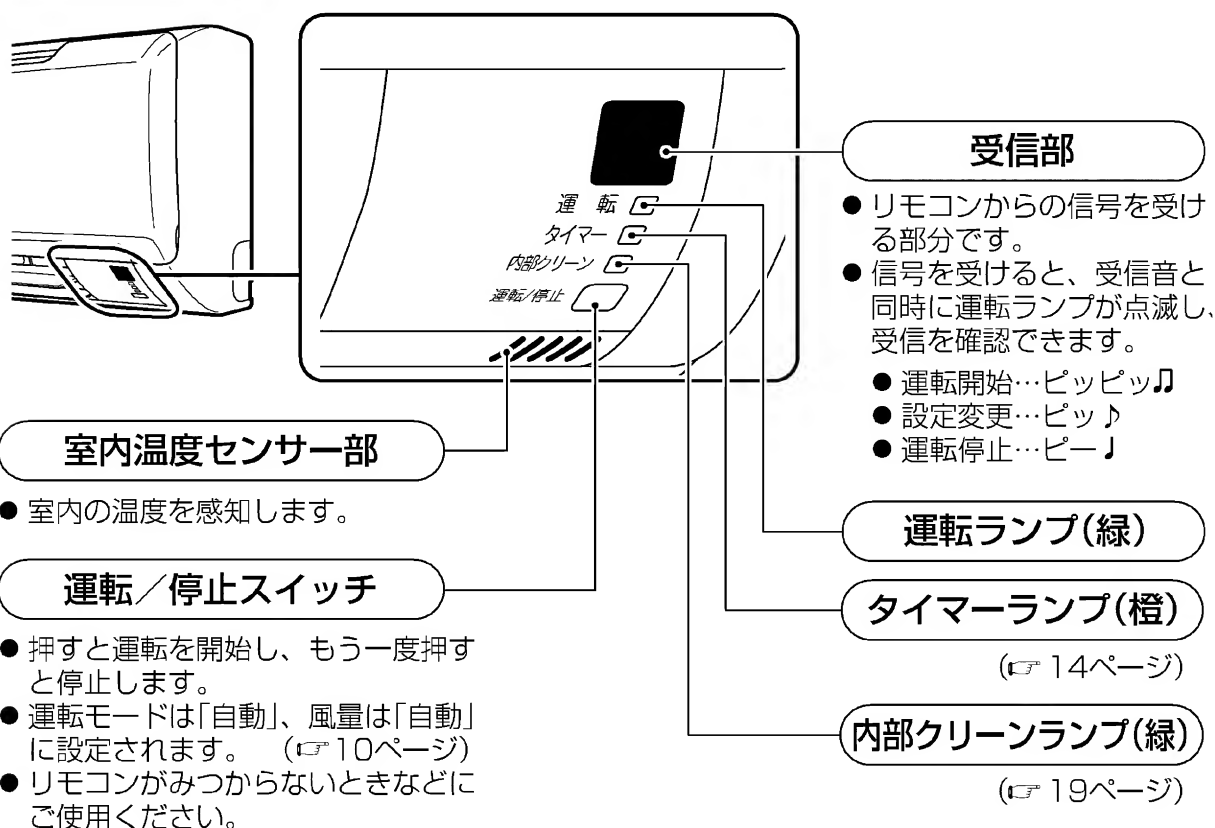 運 転
タイマー
内部クリーン
運転/停止
受信部
● リモコンからの信号を受け
る部分です。
● 信号を受けると、受信音と
同時に運転ランプが点滅し、
受信を確認できます。
● 運転開始…ピッピッ♫
● 設定変更…ピッ♪
● 運転停止…ピー♩
室内温度センサー部
● 室内の温度を感知します。
運転／停止スイッチ
● 押すと運転を開始し、もう一度押す
と停止します。
● 運転モードは「自動」、風量は「自動」
に設定されます。 (☞10ページ)
● リモコンがみつからないときなどに
ご使用ください。
運転ランプ(緑)
タイマーランプ(橙)
(☞ 14ページ)
内部クリーンランプ(緑)
(☞ 19ページ)